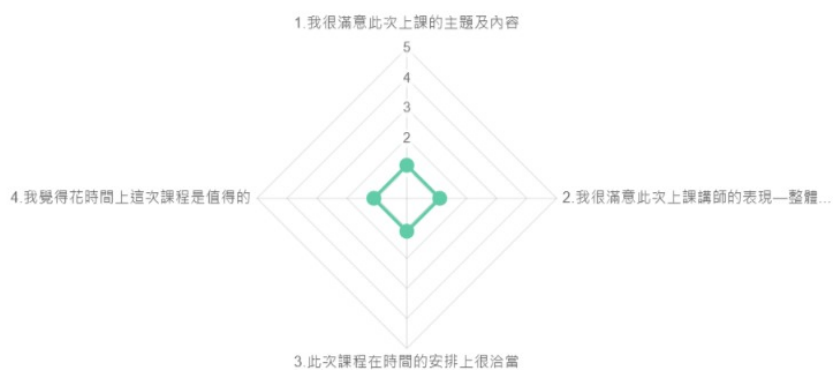 1.我很滿意此次上課的主題及內容
5
4
3
2
4.我覺得花時間上這次課程是值得的
2.我很滿意此次上課講師的表現—整體...
3.此次課程在時間的安排上很洽當